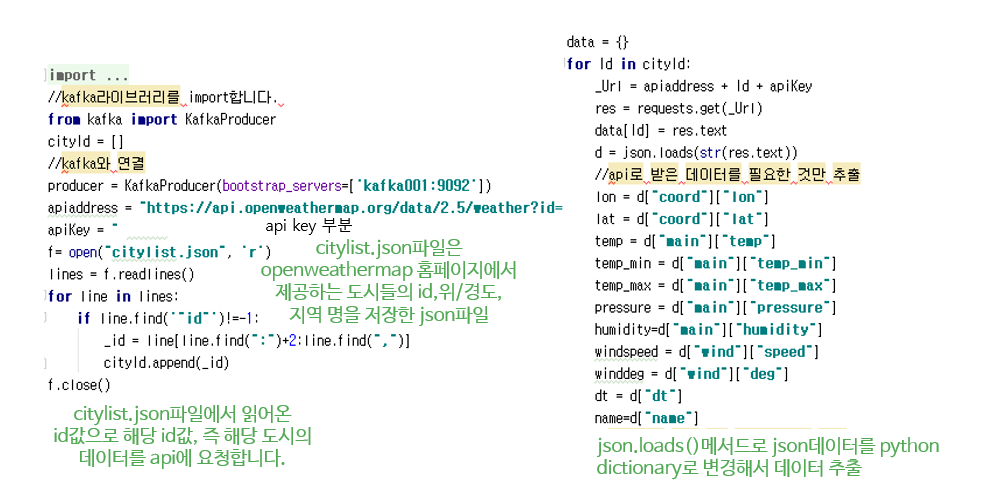 import ...
//kafka라이브러리를 import합니다.
from kafka import KafkaProducer
cityId = []
//kafka와 연결
producer = KafkaProducer(bootstrap_servers=['kafka001:9092'])
apiaddress = "https://api.openweathermap.org/data/2.5/weather?id=
apiKey = "
api key 부분
f= open("citylist.json", 'r')
lines = f.readlines()
for line in lines:
if line.find('"id"')!=-1:
_id = line[line.find(":")+2:line.find(",")]
cityId.append(_id)
f.close()
citylist.json파일은
openweathermap 홈페이지에서
제공하는 도시들의 id,위/경도,
지역 명을 저장한 json파일
citylist.json파일에서 읽어온
id값으로 해당 id값, 즉 해당 도시의
데이터를 api에 요청합니다.
data = {}
for Id in cityId:
_Url = apiaddress + Id + apiKey
res = requests.get(_Url)
data[Id] = res.text
d = json.loads(str(res.text))
//api로 받은 데이터를 필요한 것만 추출
lon = d["coord"]["lon"]
lat = d["coord"]["lat"]
temp = d["main"]["temp"]
temp_min = d["main"]["temp_min"]
temp_max = d["main"]["temp_max"]
pressure = d["main"]["pressure"]
humidity=d["main"]["humidity"]
windspeed = d["wind"]["speed"]
winddeg = d["wind"]["deg"]
dt = d["dt"]
name=d["name"]
json.loads()메서드로 json데이터를 python
dictionary로 변경해서 데이터 추출